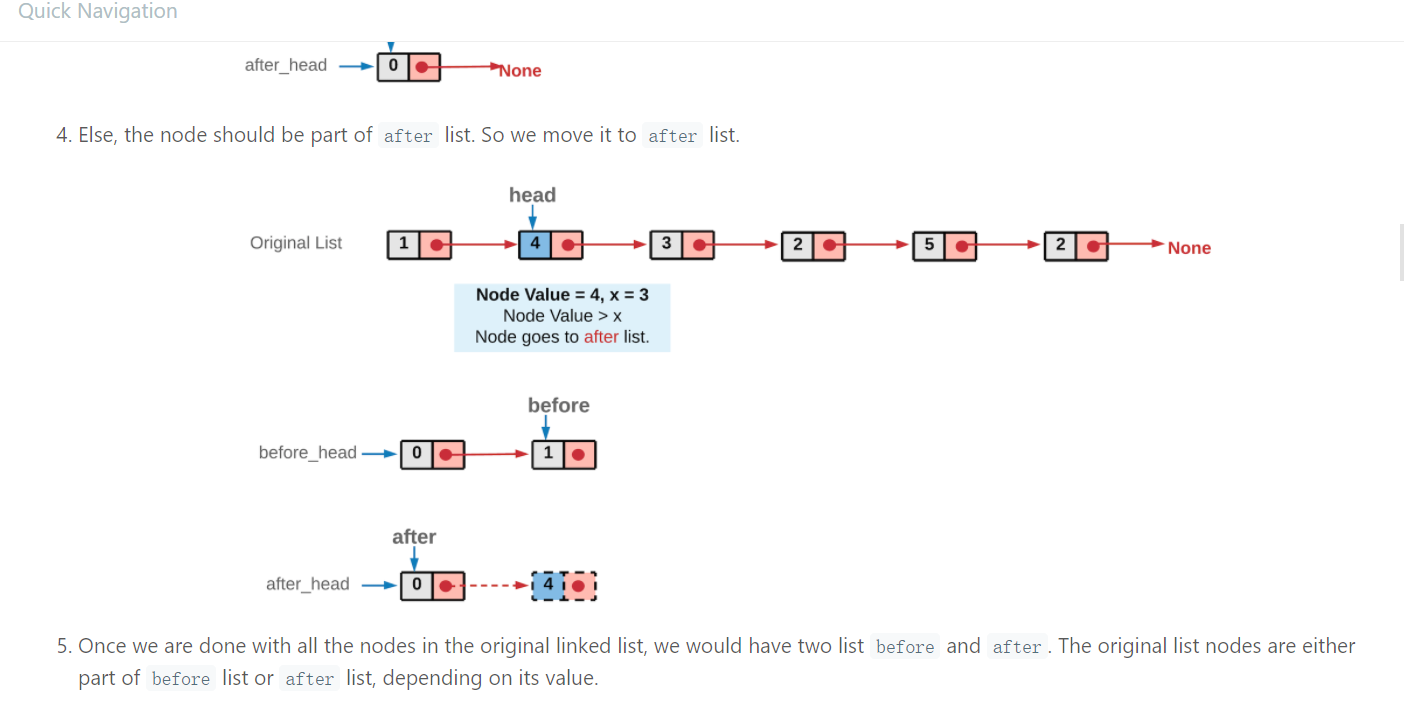 Quick Navigation
after_head 0 None
4. Else, the node should be part of after list. So we move it to after list.
head
Original List 1 4 3 2 5 2 None
Node Value = 4, x = 3
Node Value > x
Node goes to after list.
before
before_head 0 1
after
after_head 0 4
5. Once we are done with all the nodes in the original linked list, we would have two list before and after. The original list nodes are either
part of before list or after list, depending on its value.